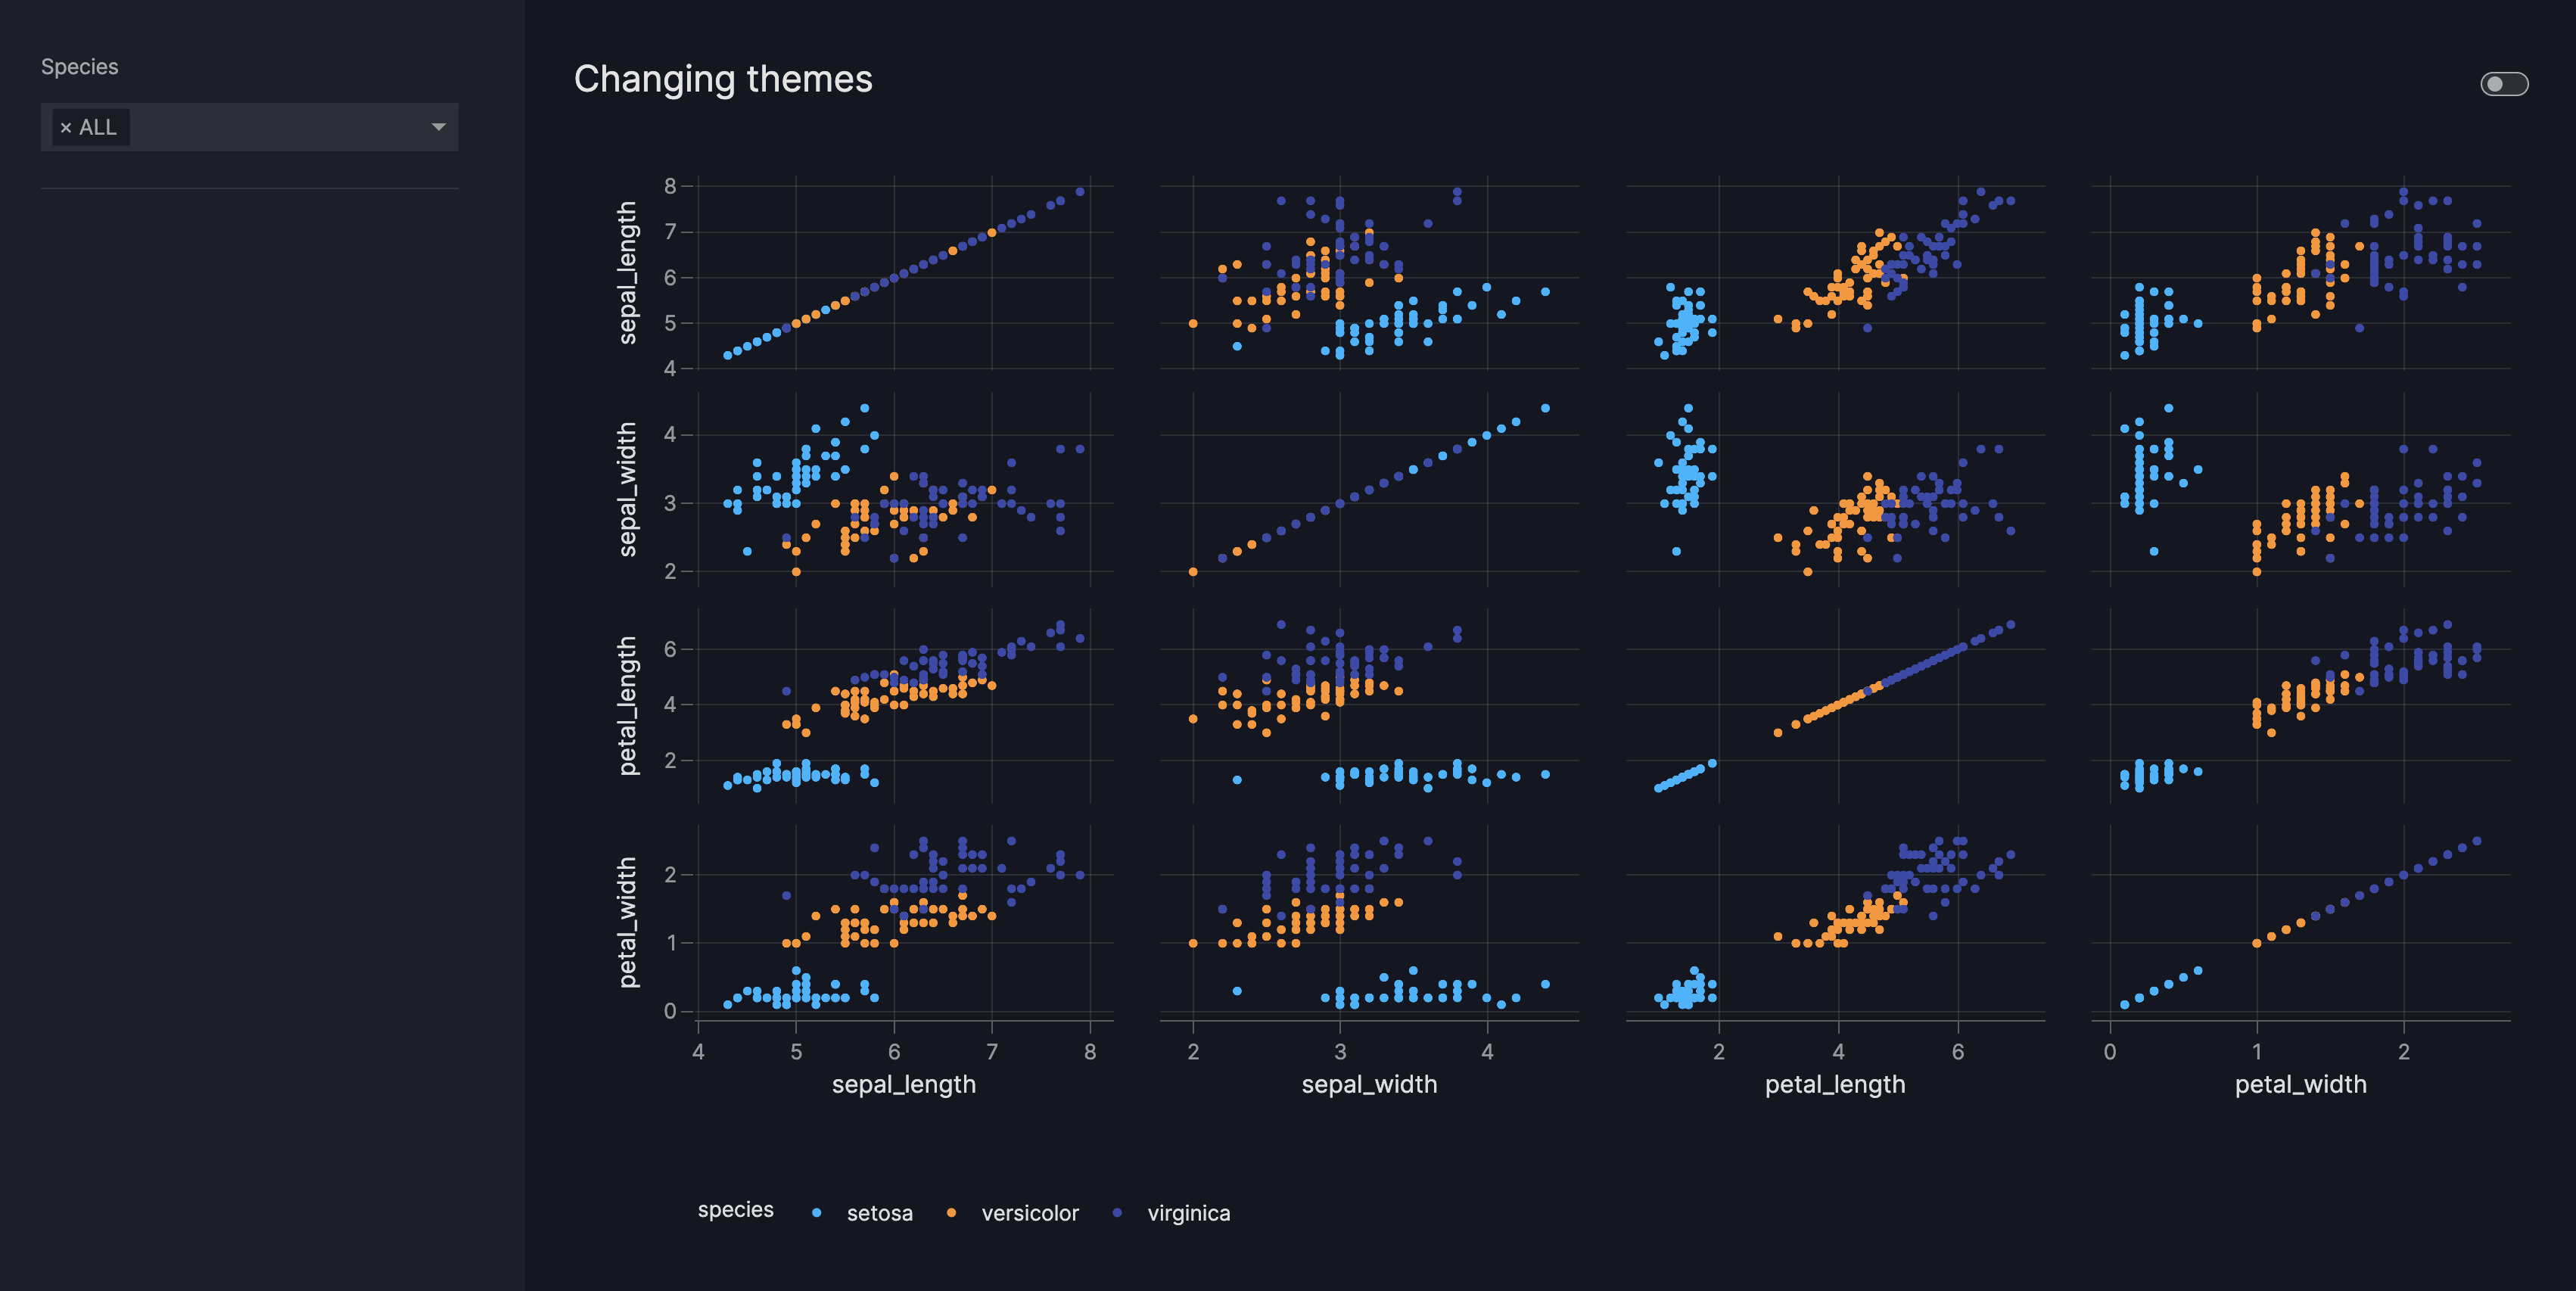 Species
× ALL
Changing themes
sepal_length
8
7
6
5
4
sepal_width
4
3
2
petal_length
6
4
2
petal_width
2
1
0
4 5 6 7 8 2 3 4 2 4 6 0 1 2
sepal_length sepal_width petal_length petal_width
species setosa versicolor virginica